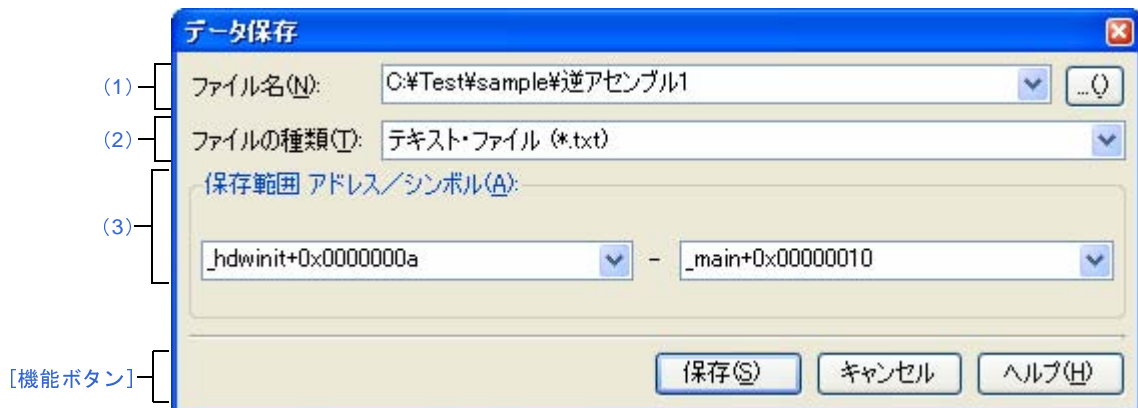 データ保存
(1) ファイル名(N): C:¥Test¥sample¥逆アセンブル1 ...()
(2) ファイルの種類(T): テキスト・ファイル (*.txt)
保存範囲 アドレス／シンボル(A):
(3)
_hdwinit+0x0000000a - _main+0x00000010
[機能ボタン] 保存(S) キャンセル ヘルプ(H)